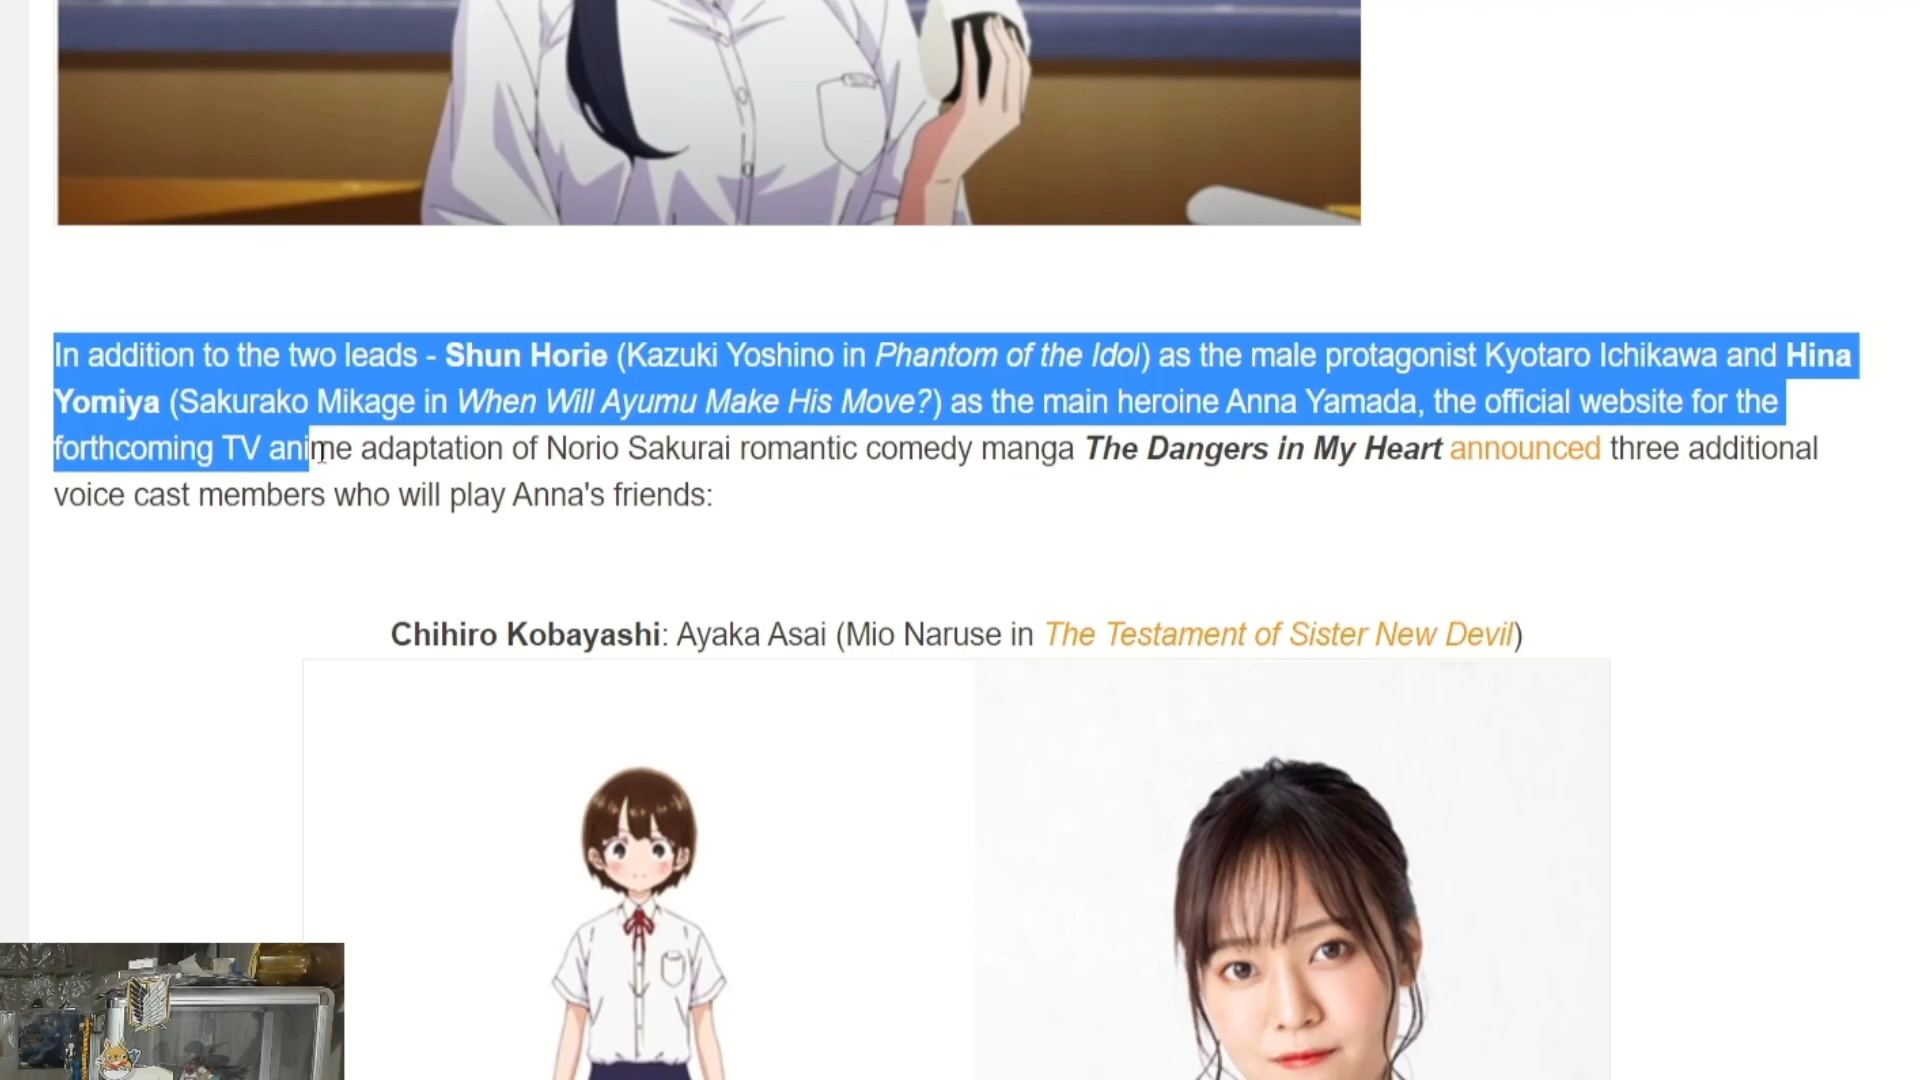 In addition to the two leads - Shun Horie (Kazuki Yoshino in Phantom of the Idol) as the male protagonist Kyotaro Ichikawa and Hina
Yomiya (Sakurako Mikage in When Will Ayumu Make His Move?) as the main heroine Anna Yamada, the official website for the
forthcoming TV anime adaptation of Norio Sakurai romantic comedy manga The Dangers in My Heart announced three additional
voice cast members who will play Anna's friends:
Chihiro Kobayashi: Ayaka Asai (Mio Naruse in The Testament of Sister New Devil)